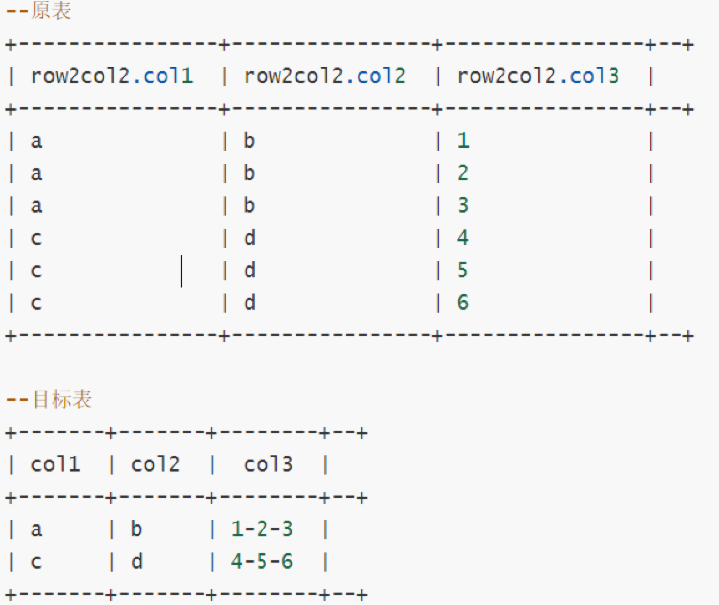 --原表
+----------------+----------------+----------------+--+
| row2col2.col1 | row2col2.col2 | row2col2.col3 |
+----------------+----------------+----------------+--+
| a | b | 1 |
| a | b | 2 |
| a | b | 3 |
| c | d | 4 |
| c | d | 5 |
| c | d | 6 |
+----------------+----------------+----------------+--+
--目标表
+-------+-------+--------+--+
| col1 | col2 | col3 |
+-------+-------+--------+--+
| a | b | 1-2-3 |
| c | d | 4-5-6 |
+-------+-------+--------+--+